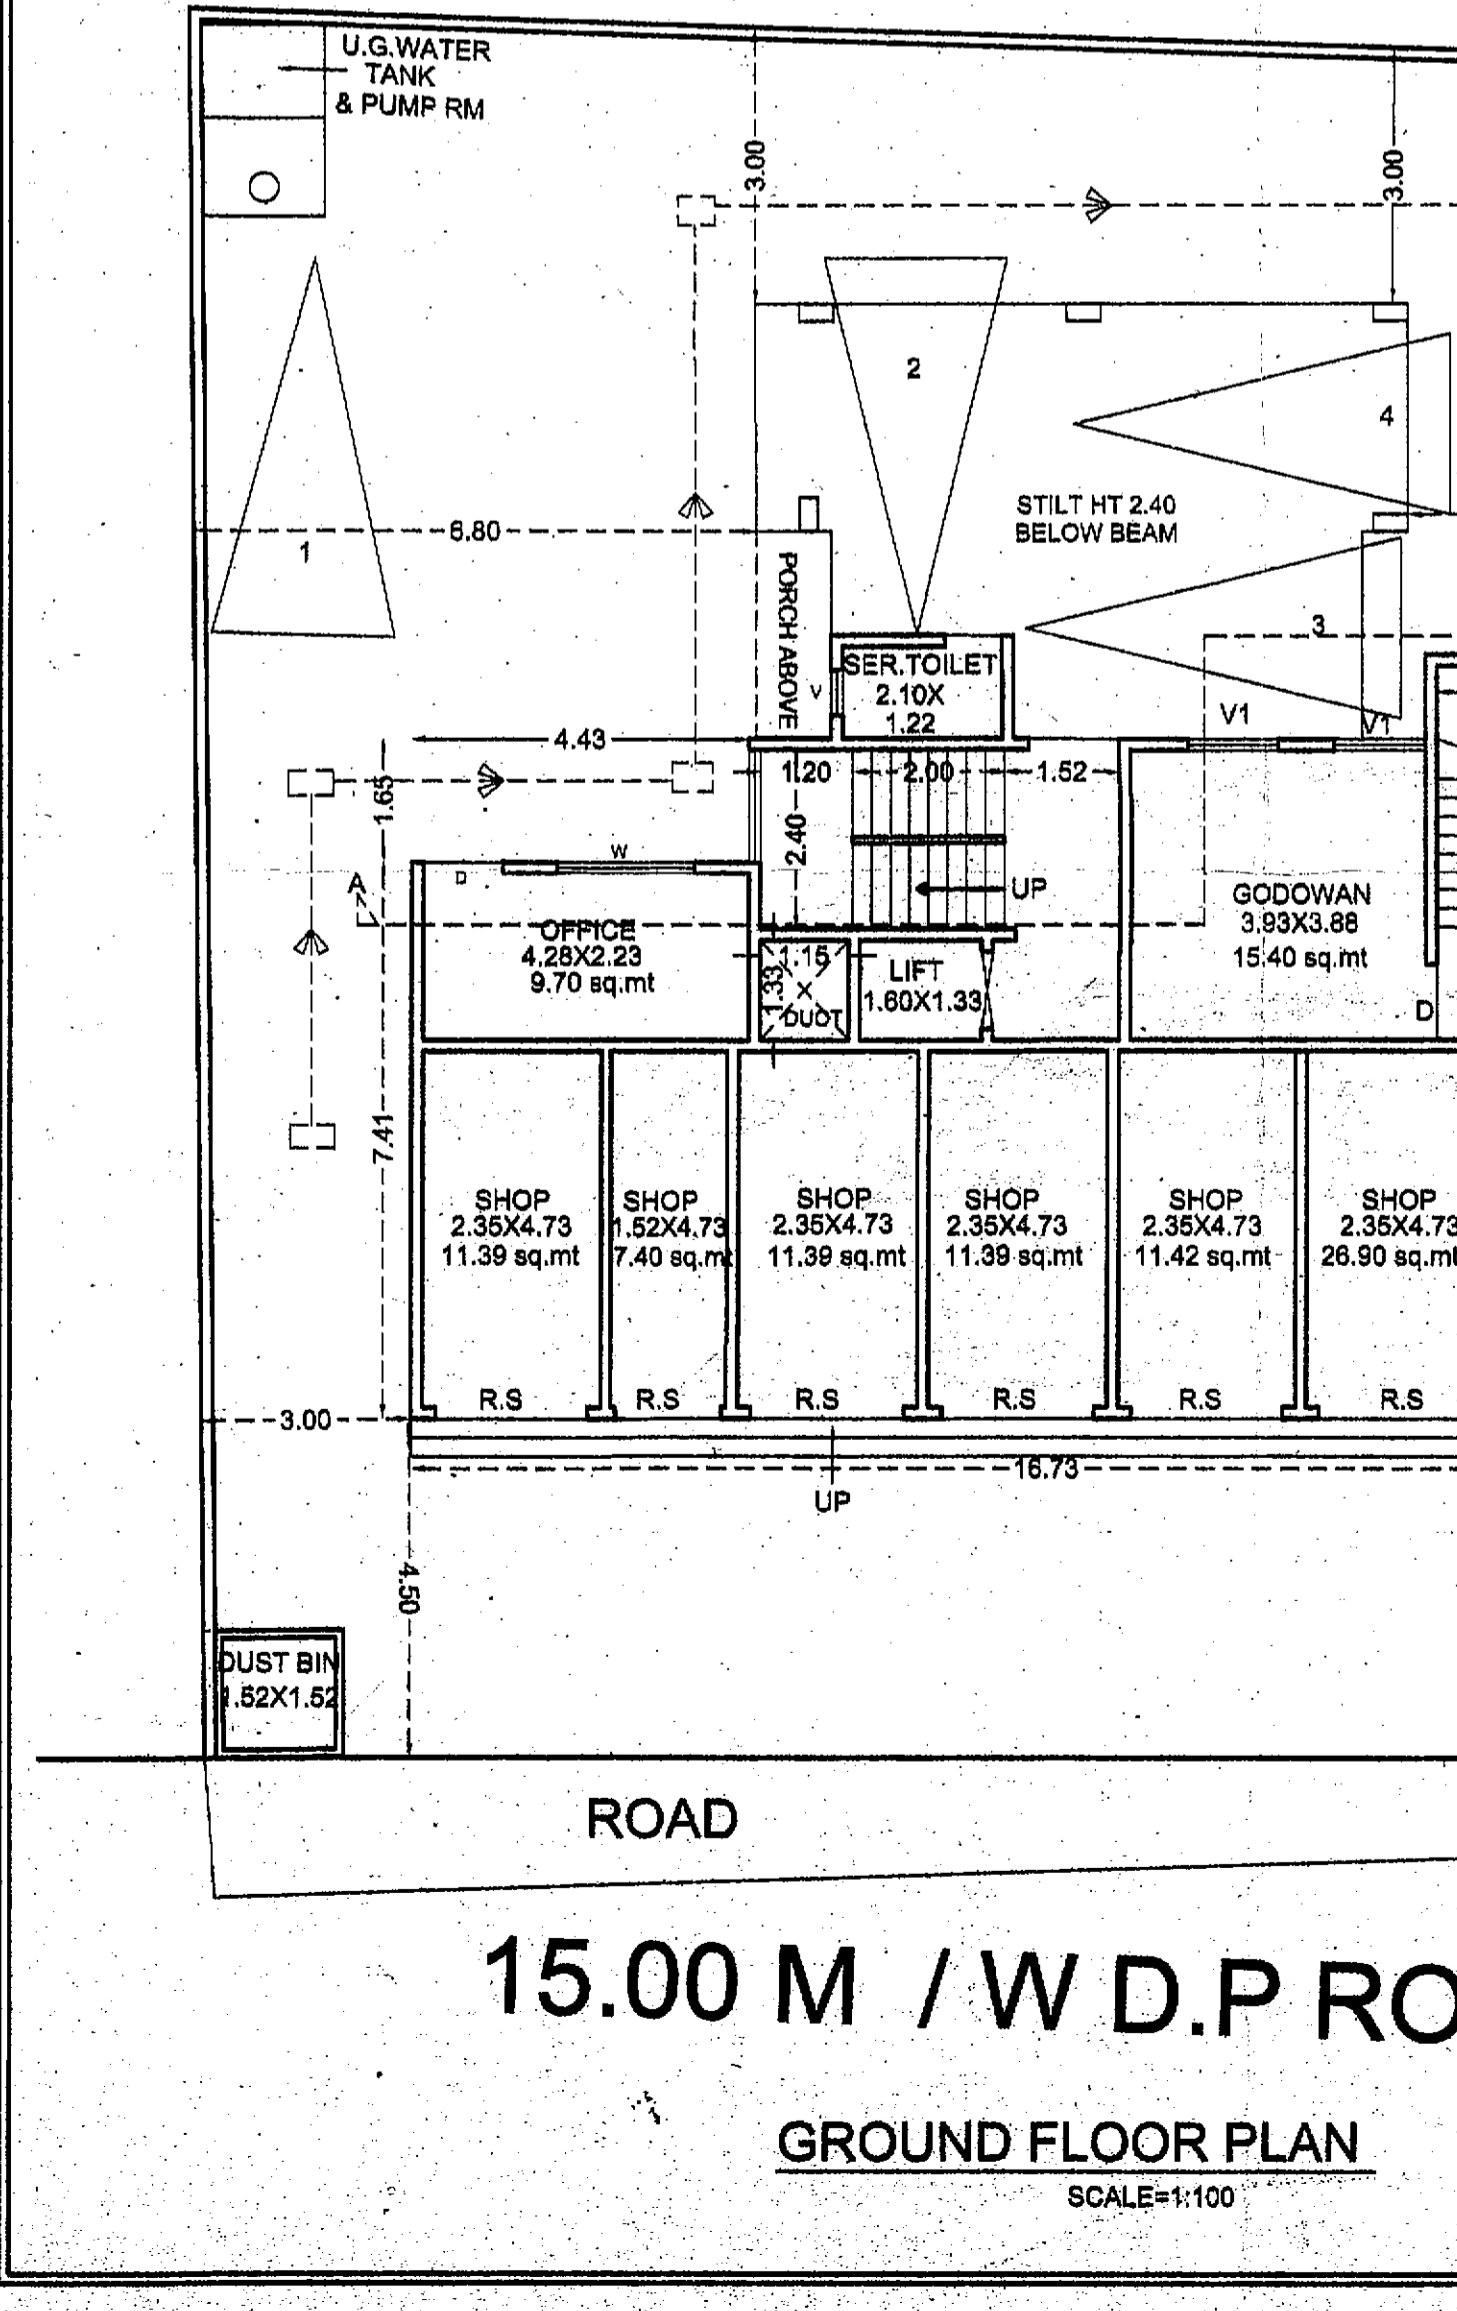 U.G.WATER
TANK
& PUMP RM
3.00
3.00
2
4
1
6.80
STILT HT 2.40
BELOW BEAM
PORCH ABOVE
3
SER.TOILET
2.10X
1.22
V
V1
V1
4.43
1.65
1.20
2.00
1.52
2.40
W
D
A
UP
OFFICE
4.28X2.23
9.70 sq.mt
1.15
1.33
X
DUCT
LIFT
1.60X1.33
GODOWAN
3.93X3.88
15.40 sq.mt
D
7.41
SHOP
2.35X4.73
11.39 sq.mt
SHOP
1.52X4.73
7.40 sq.mt
SHOP
2.35X4.73
11.39 sq.mt
SHOP
2.35X4.73
11.39 sq.mt
SHOP
2.35X4.73
11.42 sq.mt
SHOP
2.35X4.73
26.90 sq.mt
R.S
R.S
R.S
R.S
R.S
R.S
3.00
16.73
UP
4.50
DUST BIN
1.52X1.52
ROAD
15.00 M / W D.P RO
GROUND FLOOR PLAN
SCALE=1:100